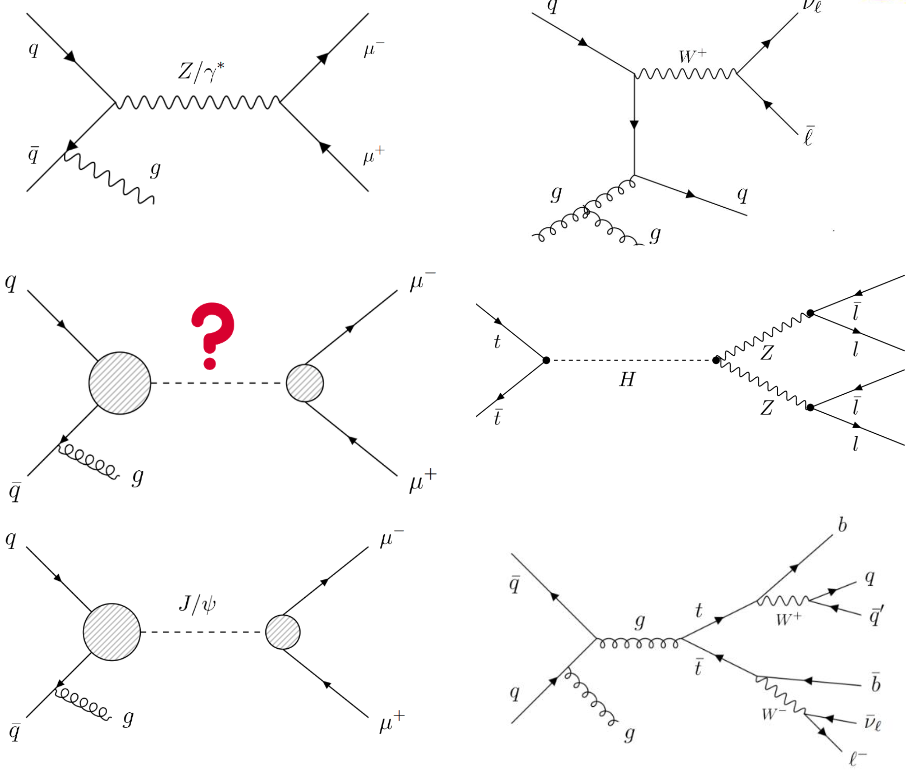 q
Z/γ*
μ⁻
q̄
g
μ⁺
q
W⁺
ν_ℓ
ℓ̄
g
q
g
q
?
μ⁻
q̄
g
μ⁺
t
H
t̄
Z
l̄
l
Z
l̄
l
q
J/ψ
μ⁻
q̄
g
μ⁺
q̄
g
q
g
t
t̄
b
W⁺
q
q̄′
b̄
W⁻
ν̄_ℓ
ℓ⁻